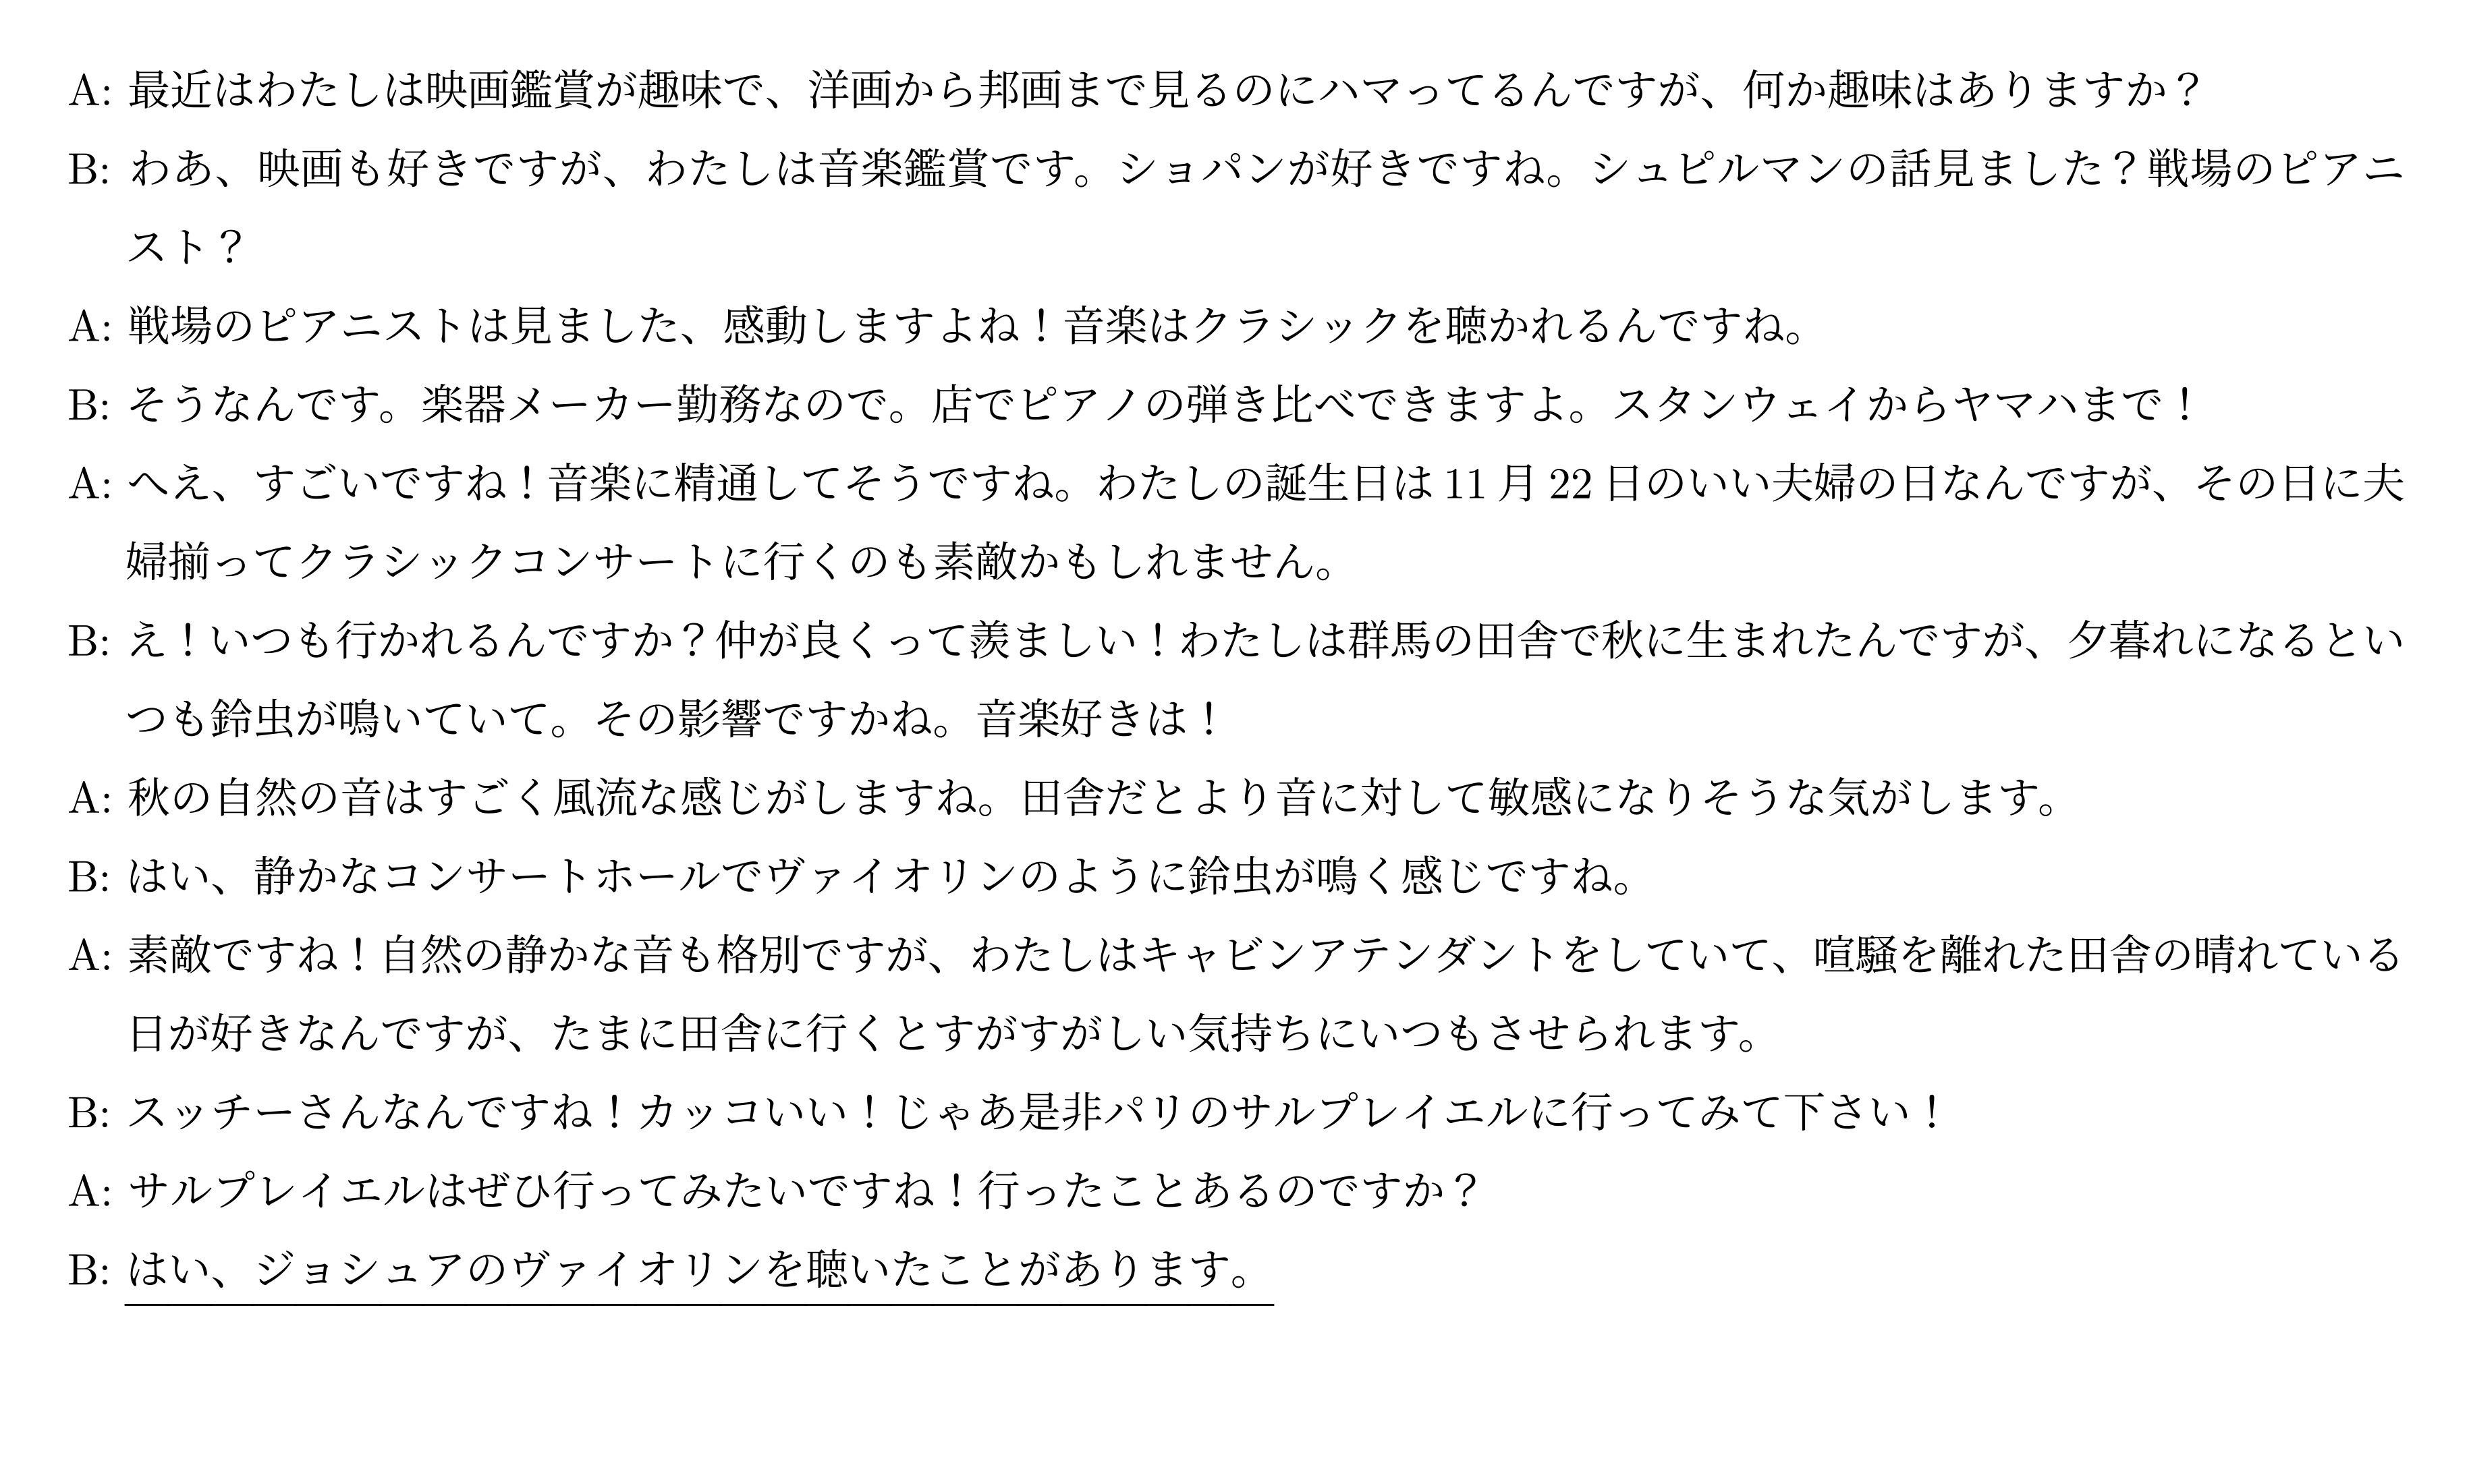 A: 最近はわたしは映画鑑賞が趣味で、洋画から邦画まで見るのにハマってるんですが、何か趣味はありますか？
B: わあ、映画も好きですが、わたしは音楽鑑賞です。ショパンが好きですね。シュピルマンの話見ました？戦場のピアニ
スト？
A: 戦場のピアニストは見ました、感動しますよね！音楽はクラシックを聴かれるんですね。
B: そうなんです。楽器メーカー勤務なので。店でピアノの弾き比べできますよ。スタンウェイからヤマハまで！
A: へえ、すごいですね！音楽に精通してそうですね。わたしの誕生日は 11 月 22 日のいい夫婦の日なんですが、その日に夫
婦揃ってクラシックコンサートに行くのも素敵かもしれません。
B: え！いつも行かれるんですか？仲が良くって羨ましい！わたしは群馬の田舎で秋に生まれたんですが、夕暮れになるとい
つも鈴虫が鳴いていて。その影響ですかね。音楽好きは！
A: 秋の自然の音はすごく風流な感じがしますね。田舎だとより音に対して敏感になりそうな気がします。
B: はい、静かなコンサートホールでヴァイオリンのように鈴虫が鳴く感じですね。
A: 素敵ですね！自然の静かな音も格別ですが、わたしはキャビンアテンダントをしていて、喧騒を離れた田舎の晴れている
日が好きなんですが、たまに田舎に行くとすがすがしい気持ちにいつもさせられます。
B: スッチーさんなんですね！カッコいい！じゃあ是非パリのサルプレイエルに行ってみて下さい！
A: サルプレイエルはぜひ行ってみたいですね！行ったことあるのですか？
B: はい、ジョシュアのヴァイオリンを聴いたことがあります。